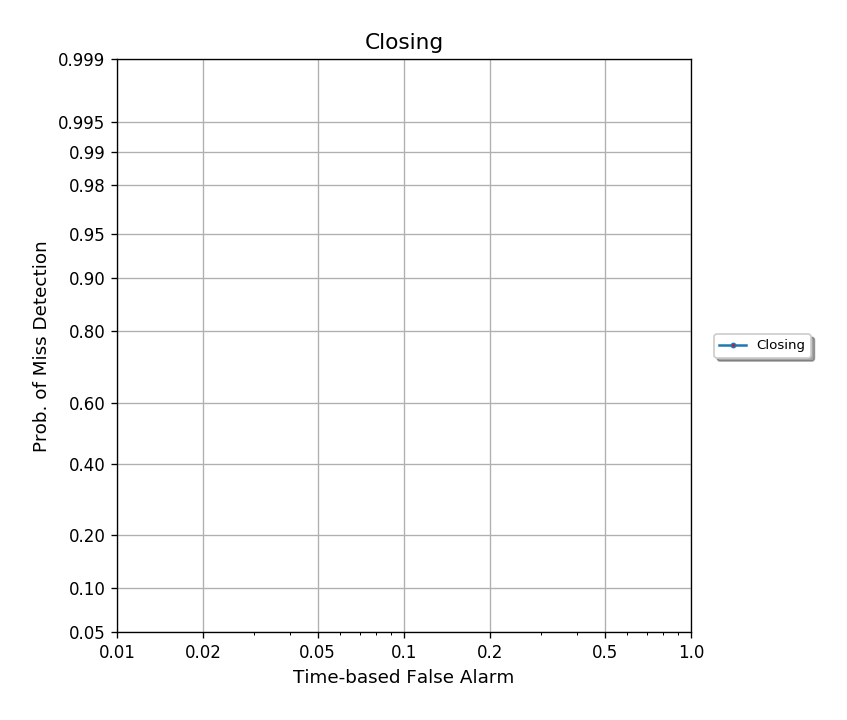 Closing
0.999
0.995
0.99
0.98
0.95
0.90
0.80
0.60
0.40
0.20
0.10
0.05
Prob. of Miss Detection
0.01 0.02 0.05 0.1 0.2 0.5 1.0
Time-based False Alarm
Closing